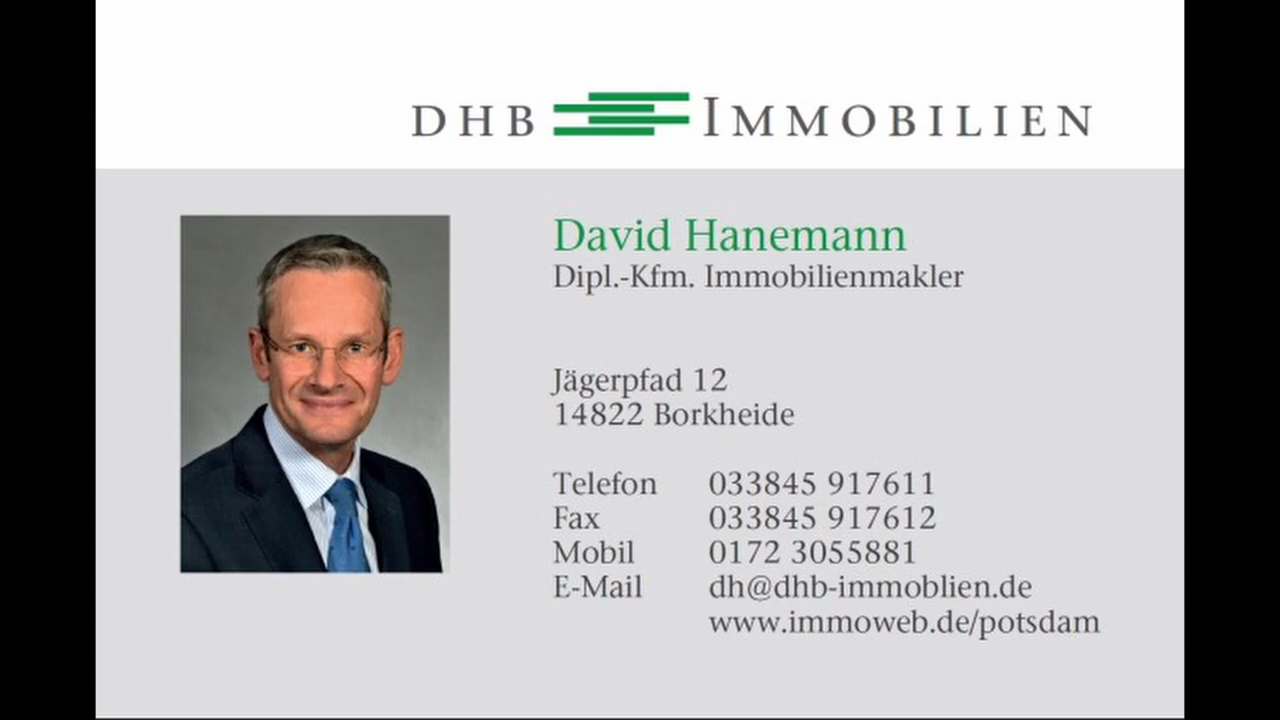 DHB IMMOBILIEN
David Hanemann
Dipl.-Kfm. Immobilienmakler
Jägerpfad 12
14822 Borkheide
Telefon 033845 917611
Fax 033845 917612
Mobil 0172 3055881
E-Mail dh@dhb-immoblien.de
www.immoweb.de/potsdam